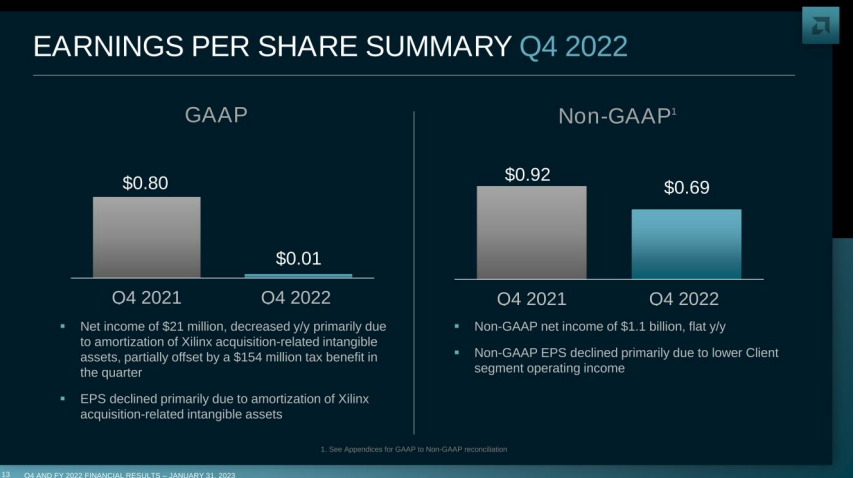 EARNINGS PER SHARE SUMMARY Q4 2022
GAAP
$0.80
$0.01
Q4 2021
Q4 2022
▪ Net income of $21 million, decreased y/y primarily due
to amortization of Xilinx acquisition-related intangible
assets, partially offset by a $154 million tax benefit in
the quarter
▪ EPS declined primarily due to amortization of Xilinx
acquisition-related intangible assets
Non-GAAP¹
$0.92
$0.69
Q4 2021
Q4 2022
▪ Non-GAAP net income of $1.1 billion, flat y/y
▪ Non-GAAP EPS declined primarily due to lower Client
segment operating income
1. See Appendices for GAAP to Non-GAAP reconciliation
13 Q4 AND FY 2022 FINANCIAL RESULTS – JANUARY 31, 2023